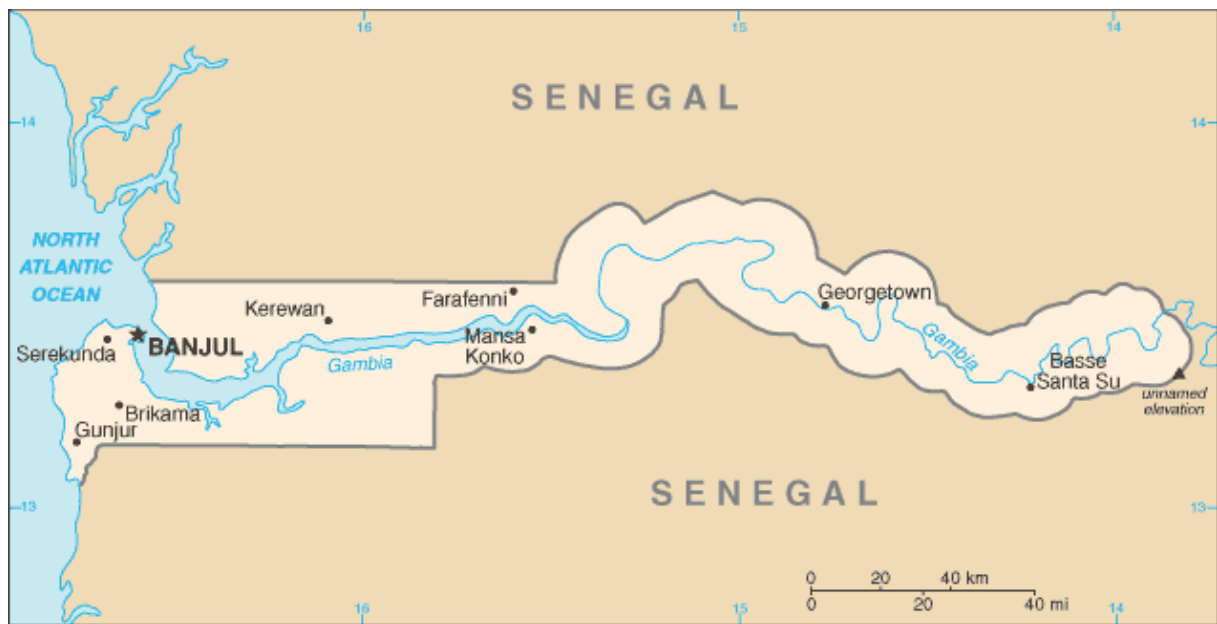 16
15
14
SENEGAL
14
14
NORTH
ATLANTIC
OCEAN
Georgetown
Farafenni
Kerewan
Mansa
Konko
BANJUL
Serekunda
Gambia
Gambia
Basse
Santa Su
unnamed
elevation
Brikama
Gunjur
SENEGAL
13
13
0 20 40 km
0 20 40 mi
16
15
14